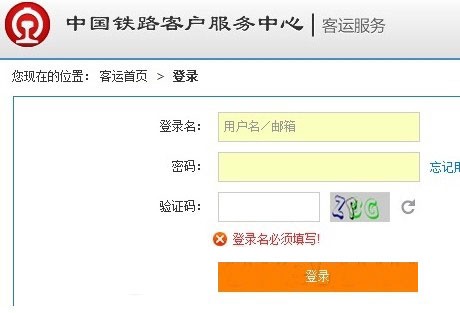 中国铁路客户服务中心 | 客运服务
您现在的位置: 客运首页 > 登录
登录名: 用户名/邮箱
密码: 忘记用
验证码:
登录名必须填写!
登录